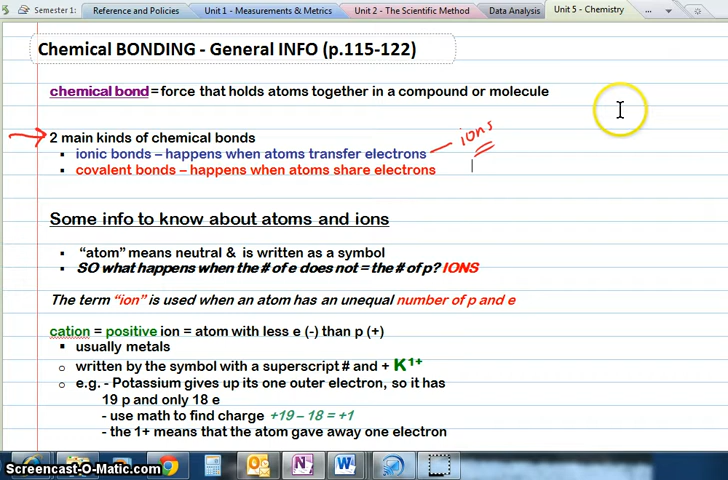 Semester 1:
Reference and Policies
Unit 1 - Measurements & Metrics
Unit 2 - The Scientific Method
Data Analysis
Unit 5 - Chemistry
...
Chemical BONDING - General INFO (p.115-122)
chemical bond = force that holds atoms together in a compound or molecule
2 main kinds of chemical bonds
▪ ionic bonds – happens when atoms transfer electrons — ions
▪ covalent bonds – happens when atoms share electrons
Some info to know about atoms and ions
▪ "atom" means neutral & is written as a symbol
▪ SO what happens when the # of e does not = the # of p? IONS
The term "ion" is used when an atom has an unequal number of p and e
cation = positive ion = atom with less e (-) than p (+)
▪ usually metals
○ written by the symbol with a superscript # and + K¹⁺
○ e.g. - Potassium gives up its one outer electron, so it has
19 p and only 18 e
- use math to find charge +19 – 18 = +1
- the 1+ means that the atom gave away one electron
Screencast-O-Matic.com